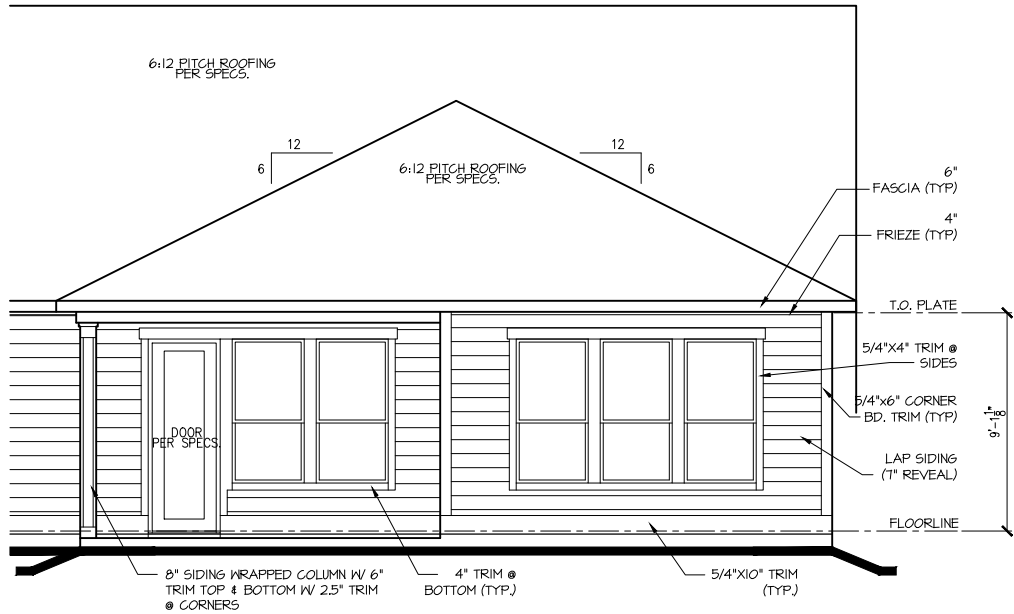 6:12 PITCH ROOFING
PER SPECS.
12
6
12
6
6:12 PITCH ROOFING
PER SPECS.
6"
FASCIA (TYP)
4"
FRIEZE (TYP)
T.O. PLATE
5/4"X4" TRIM @
SIDES
5/4"x6" CORNER
BD. TRIM (TYP)
9'-1 1/8"
DOOR
PER SPECS.
LAP SIDING
(7" REVEAL)
FLOORLINE
8" SIDING WRAPPED COLUMN W/ 6"
TRIM TOP & BOTTOM W/ 2.5" TRIM
@ CORNERS
4" TRIM @
BOTTOM (TYP.)
5/4"X10" TRIM
(TYP.)